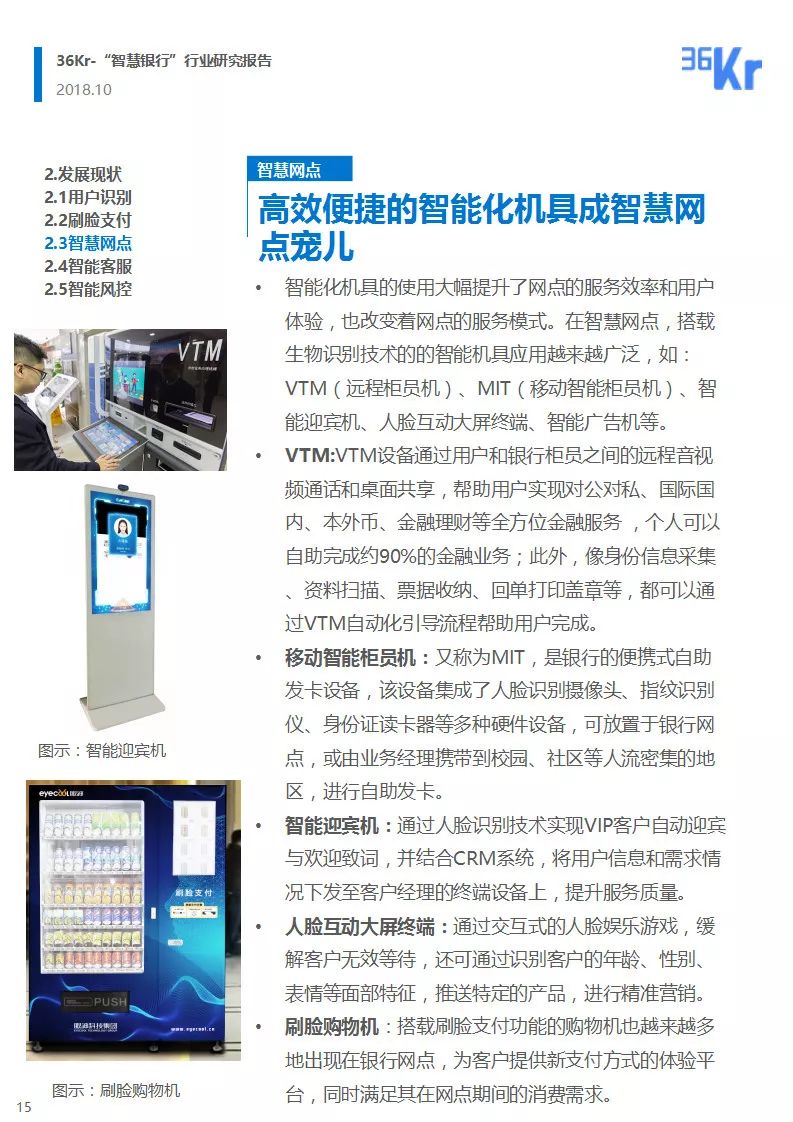 36Kr-“智慧银行”行业研究报告
2018.10
36Kr
2.发展现状
2.1用户识别
2.2刷脸支付
2.3智慧网点
2.4智能客服
2.5智能风控
智慧网点
高效便捷的智能化机具成智慧网
点宠儿
• 智能化机具的使用大幅提升了网点的服务效率和用户
体验，也改变着网点的服务模式。在智慧网点，搭载
生物识别技术的的智能机具应用越来越广泛，如：
VTM（远程柜员机）、MIT（移动智能柜员机）、智
能迎宾机、人脸互动大屏终端、智能广告机等。
• VTM:VTM设备通过用户和银行柜员之间的远程音视
频通话和桌面共享，帮助用户实现对公对私、国际国
内、本外币、金融理财等全方位金融服务 ，个人可以
自助完成约90%的金融业务；此外，像身份信息采集
、资料扫描、票据收纳、回单打印盖章等，都可以通
过VTM自动化引导流程帮助用户完成。
• 移动智能柜员机：又称为MIT，是银行的便携式自助
发卡设备，该设备集成了人脸识别摄像头、指纹识别
仪、身份证读卡器等多种硬件设备，可放置于银行网
点，或由业务经理携带到校园、社区等人流密集的地
区，进行自助发卡。
• 智能迎宾机：通过人脸识别技术实现VIP客户自动迎宾
与欢迎致词，并结合CRM系统，将用户信息和需求情
况下发至客户经理的终端设备上，提升服务质量。
• 人脸互动大屏终端：通过交互式的人脸娱乐游戏，缓
解客户无效等待，还可通过识别客户的年龄、性别、
表情等面部特征，推送特定的产品，进行精准营销。
• 刷脸购物机：搭载刷脸支付功能的购物机也越来越多
地出现在银行网点，为客户提供新支付方式的体验平
台，同时满足其在网点期间的消费需求。
VTM
图示：智能迎宾机
eyecool眼神
刷脸支付
PUSH
眼神科技集团
www.eyecool.cn
图示：刷脸购物机
15